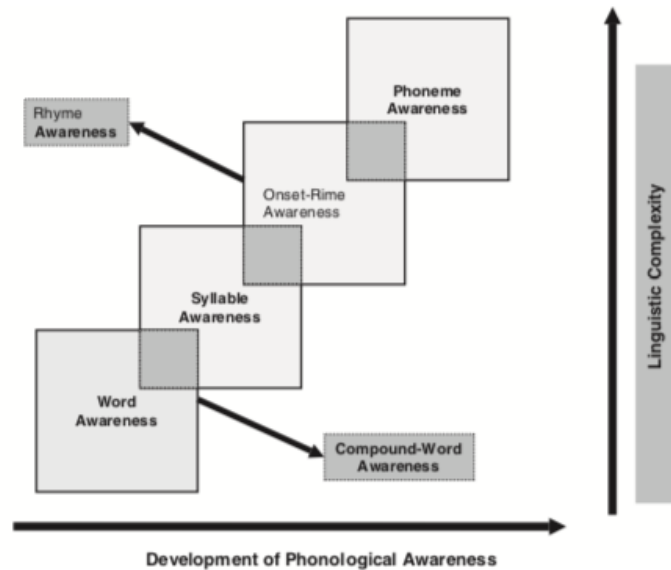 Phoneme
Awareness
Rhyme
Awareness
Onset-Rime
Awareness
Syllable
Awareness
Word
Awareness
Compound-Word
Awareness
Linguistic Complexity
Development of Phonological Awareness